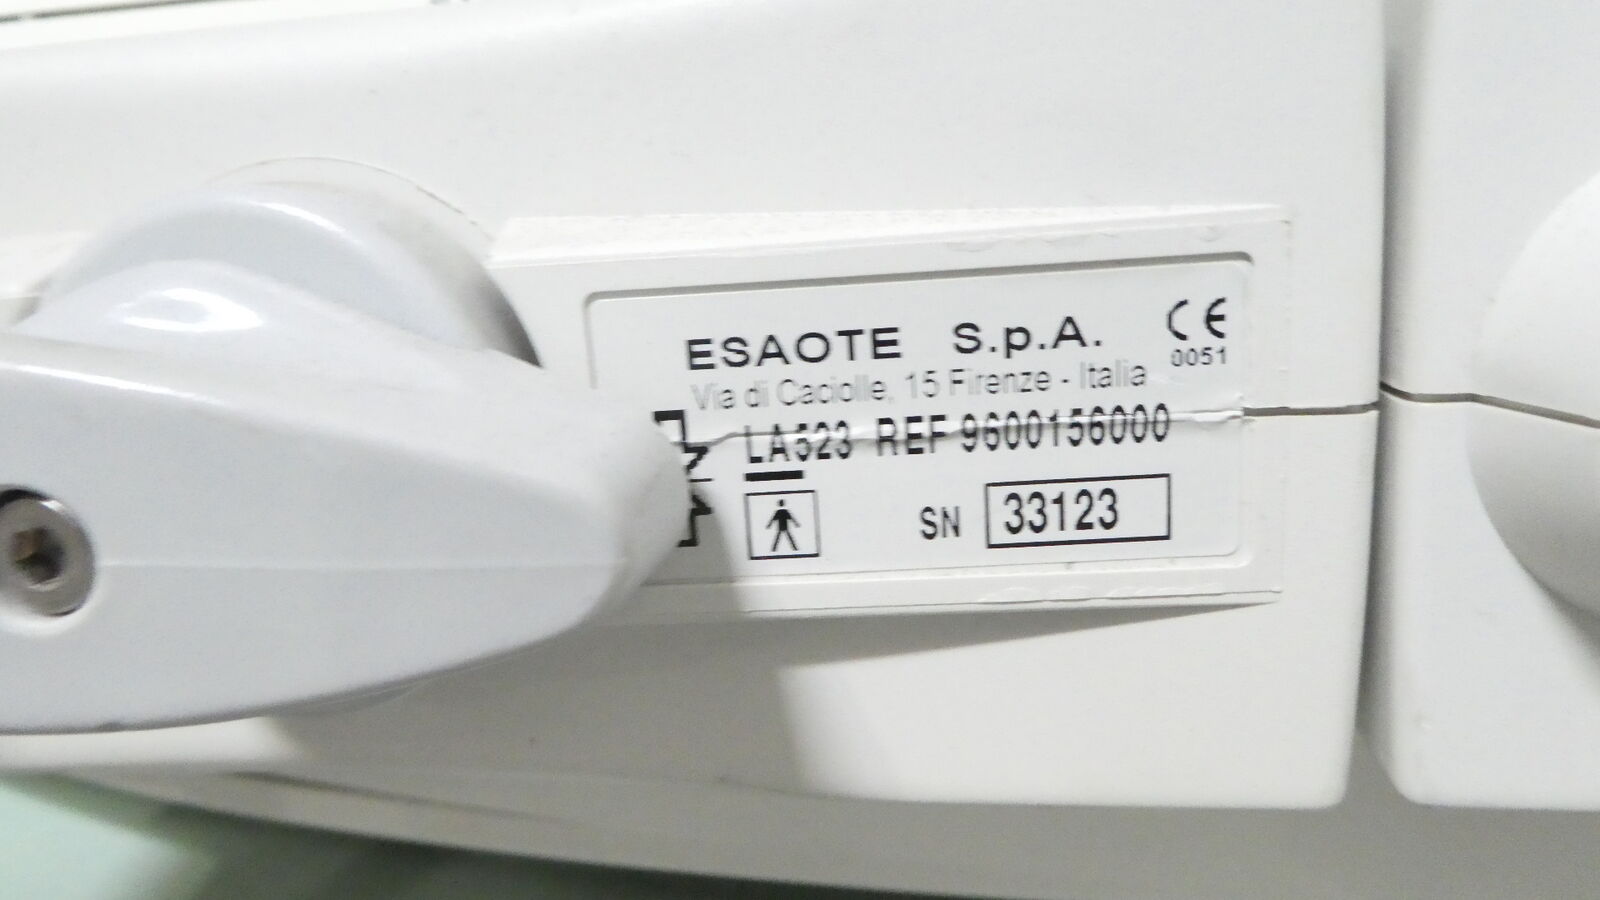 ESAOTE S.p.A.
CE
0051
Via di Caciolle, 15 Firenze - Italia
LA523 REF 9600156000
SN 33123